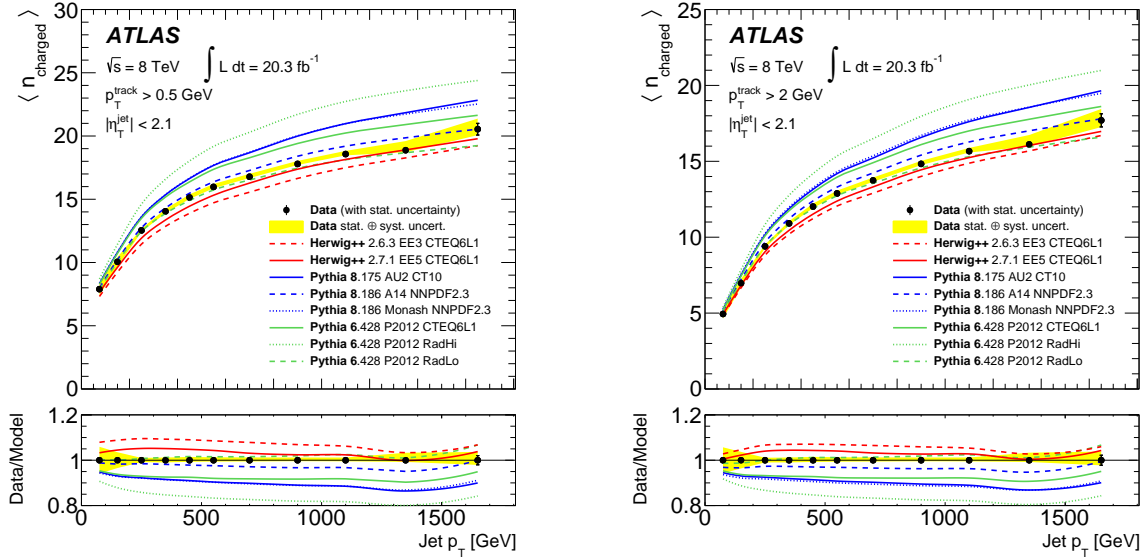 ⟨ n_charged ⟩
30
25
20
15
10
5
0
ATLAS
√s = 8 TeV ∫ L dt = 20.3 fb^-1
p_T^track > 0.5 GeV
|η_T^jet| < 2.1
Data (with stat. uncertainty)
Data stat. ⊕ syst. uncert.
Herwig++ 2.6.3 EE3 CTEQ6L1
Herwig++ 2.7.1 EE5 CTEQ6L1
Pythia 8.175 AU2 CT10
Pythia 8.186 A14 NNPDF2.3
Pythia 8.186 Monash NNPDF2.3
Pythia 6.428 P2012 CTEQ6L1
Pythia 6.428 P2012 RadHi
Pythia 6.428 P2012 RadLo
Data/Model
1.2
1
0.8
0 500 1000 1500
Jet p_T [GeV]
⟨ n_charged ⟩
25
20
15
10
5
0
ATLAS
√s = 8 TeV ∫ L dt = 20.3 fb^-1
p_T^track > 2 GeV
|η_T^jet| < 2.1
Data (with stat. uncertainty)
Data stat. ⊕ syst. uncert.
Herwig++ 2.6.3 EE3 CTEQ6L1
Herwig++ 2.7.1 EE5 CTEQ6L1
Pythia 8.175 AU2 CT10
Pythia 8.186 A14 NNPDF2.3
Pythia 8.186 Monash NNPDF2.3
Pythia 6.428 P2012 CTEQ6L1
Pythia 6.428 P2012 RadHi
Pythia 6.428 P2012 RadLo
Data/Model
1.2
1
0.8
0 500 1000 1500
Jet p_T [GeV]